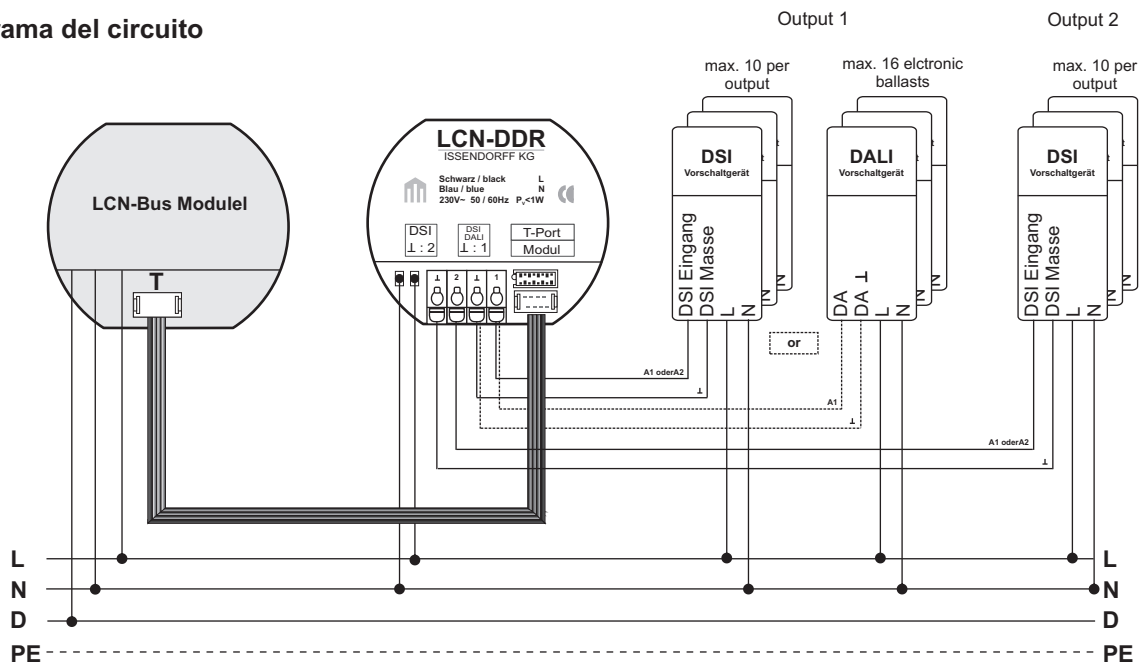 rama del circuito
Output 1
Output 2
max. 10 per
output
max. 16 elctronic
ballasts
max. 10 per
output
LCN-Bus Modulel
T
LCN-DDR
ISSENDORFF KG
Schwarz / black L
Blau / blue N
230V~ 50 / 60Hz Pv<1W
DSI
⊥ : 2
DSI
DALI
⊥ : 1
T-Port
Modul
⊥ 2 ⊥ 1
DSI
Vorschaltgerät
DSI Eingang
DSI Masse
L
N
N
N
DALI
Vorschaltgerät
DA
DA ⊥
L
N
N
N
DSI
Vorschaltgerät
DSI Eingang
DSI Masse
L
N
N
N
or
A1 oderA2
⊥
A1
⊥
A1 oderA2
⊥
L L
N N
D D
PE PE